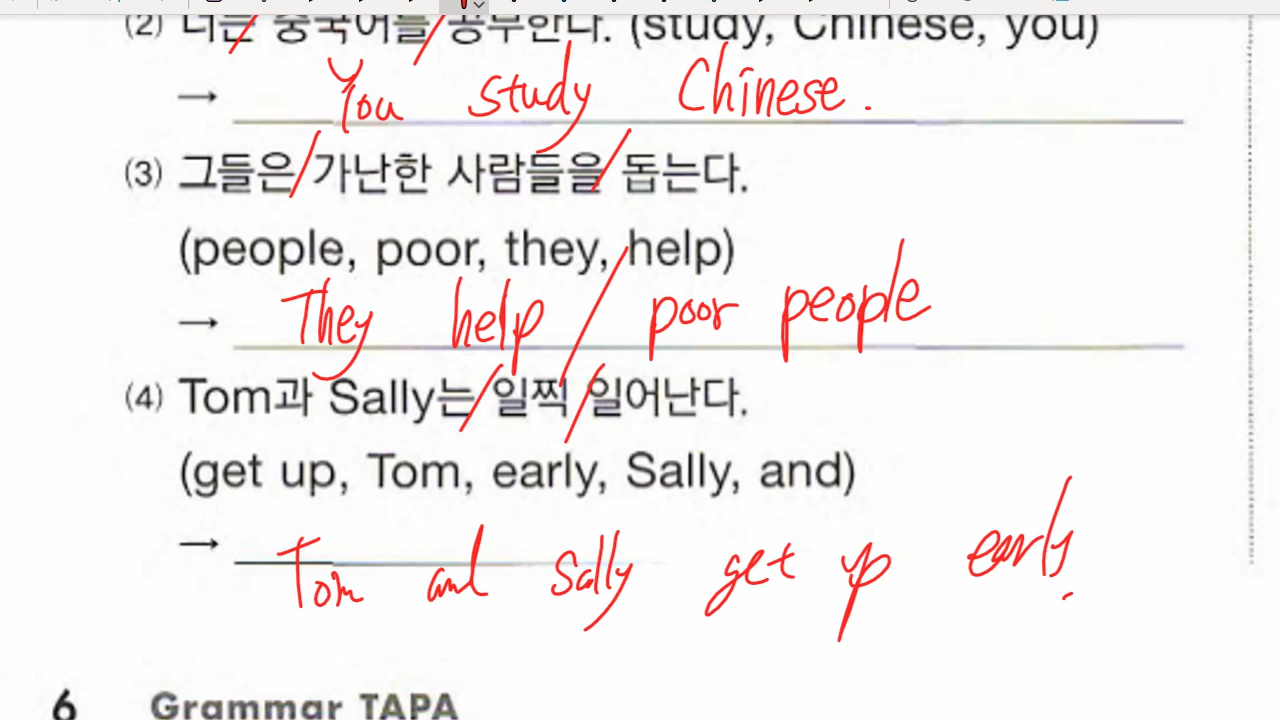 (2) 너는 중국어를 공부한다. (study, Chinese, you)
→ You study Chinese.
(3) 그들은 가난한 사람들을 돕는다.
(people, poor, they, help)
→ They help poor people
(4) Tom과 Sally는 일찍 일어난다.
(get up, Tom, early, Sally, and)
→ Tom and Sally get up early.
6 Grammar TAPA